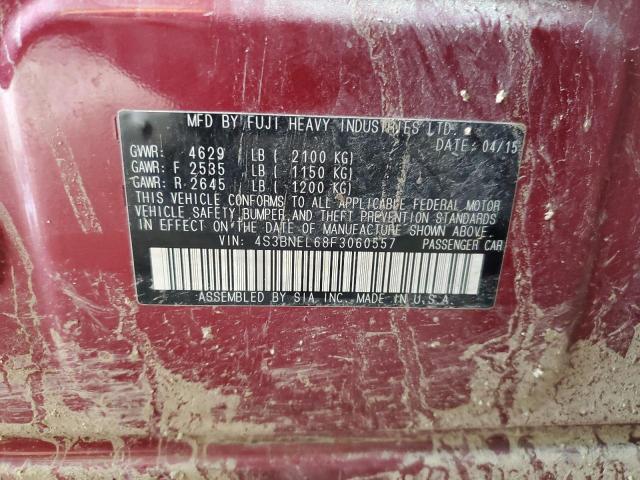 MFD BY FUJI HEAVY INDUSTRIES LTD.
DATE: 04/15
GVWR: 4629 LB ( 2100 KG)
GAWR: F 2535 LB ( 1150 KG)
GAWR: R 2645 LB ( 1200 KG)
THIS VEHICLE CONFORMS TO ALL APPLICABLE FEDERAL MOTOR
VEHICLE SAFETY, BUMPER, AND THEFT PREVENTION STANDARDS
IN EFFECT ON THE DATE OF MANUFACTURE SHOWN ABOVE.
VIN: 4S3BNEL68F3060557 PASSENGER CAR
ASSEMBLED BY SIA, INC. MADE IN U.S.A.